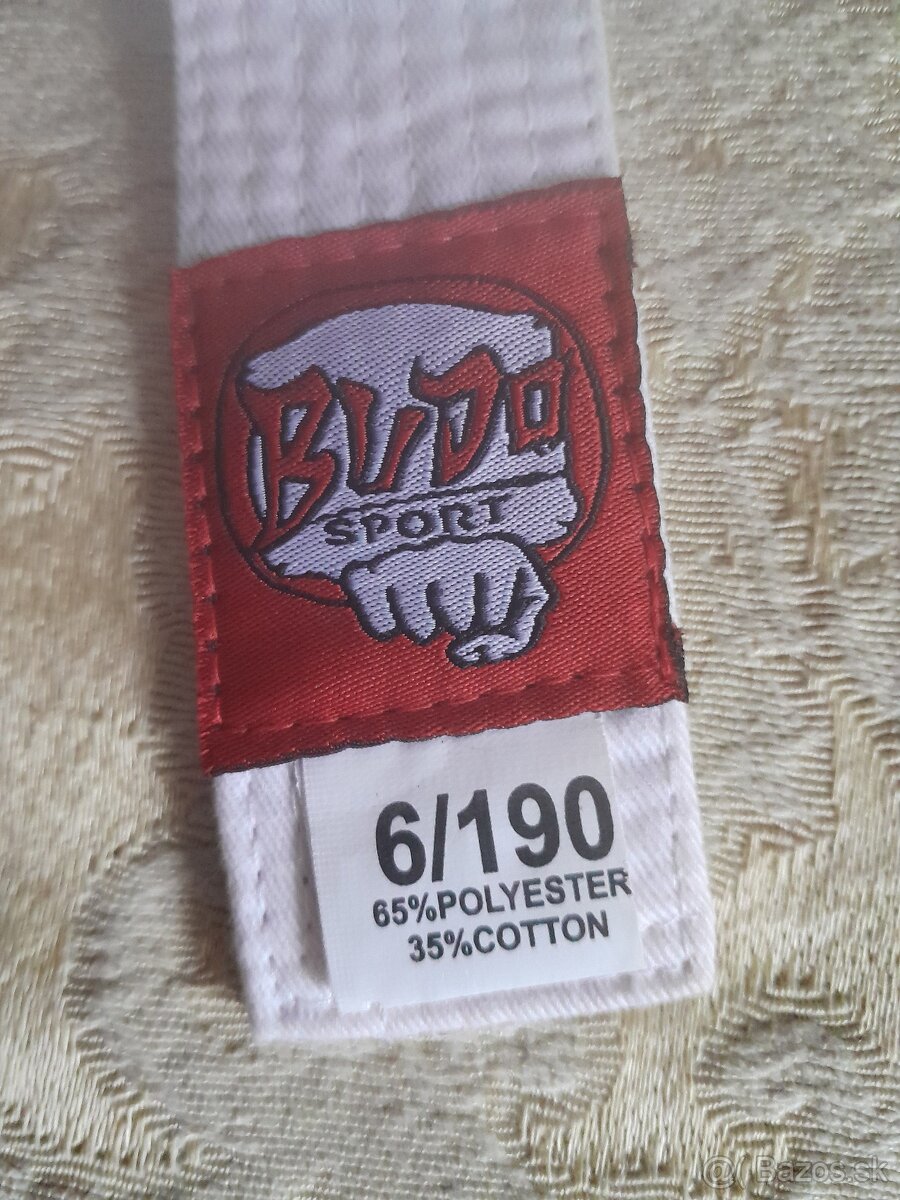 BUDO
SPORT
6/190
65%POLYESTER
35%COTTON
@ Bazos.sk